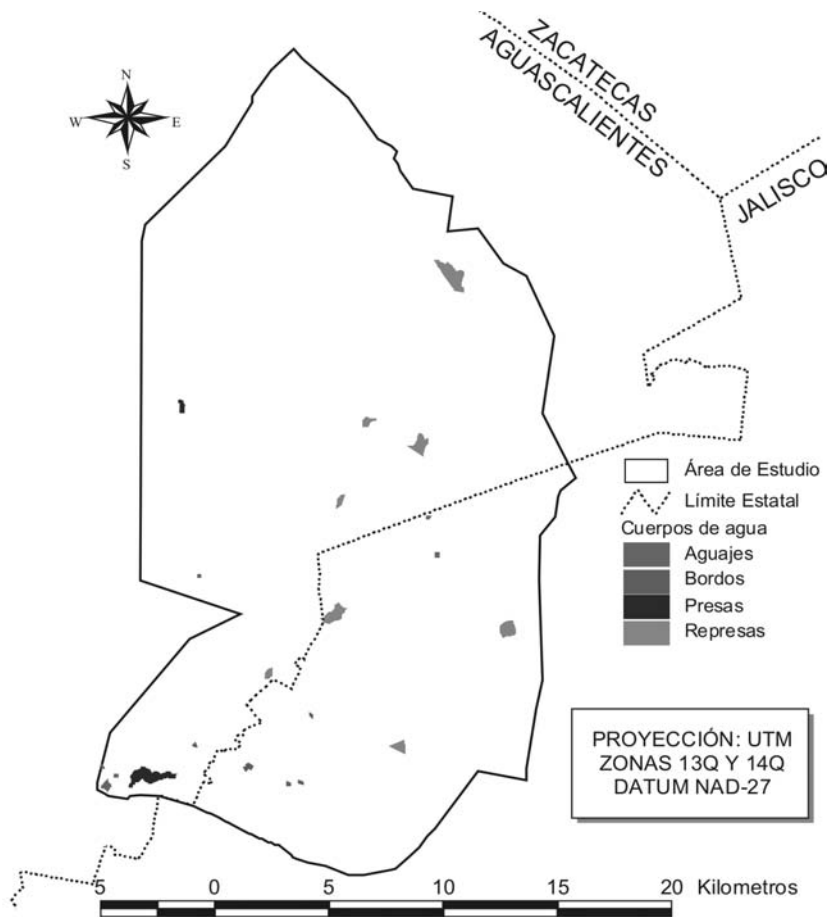 ZACATECAS
AGUASCALIENTES
JALISCO
N
W
E
S
Área de Estudio
Límite Estatal
Cuerpos de agua
Aguajes
Bordos
Presas
Represas
PROYECCIÓN: UTM
ZONAS 13Q Y 14Q
DATUM NAD-27
5 0 5 10 15 20 Kilometros